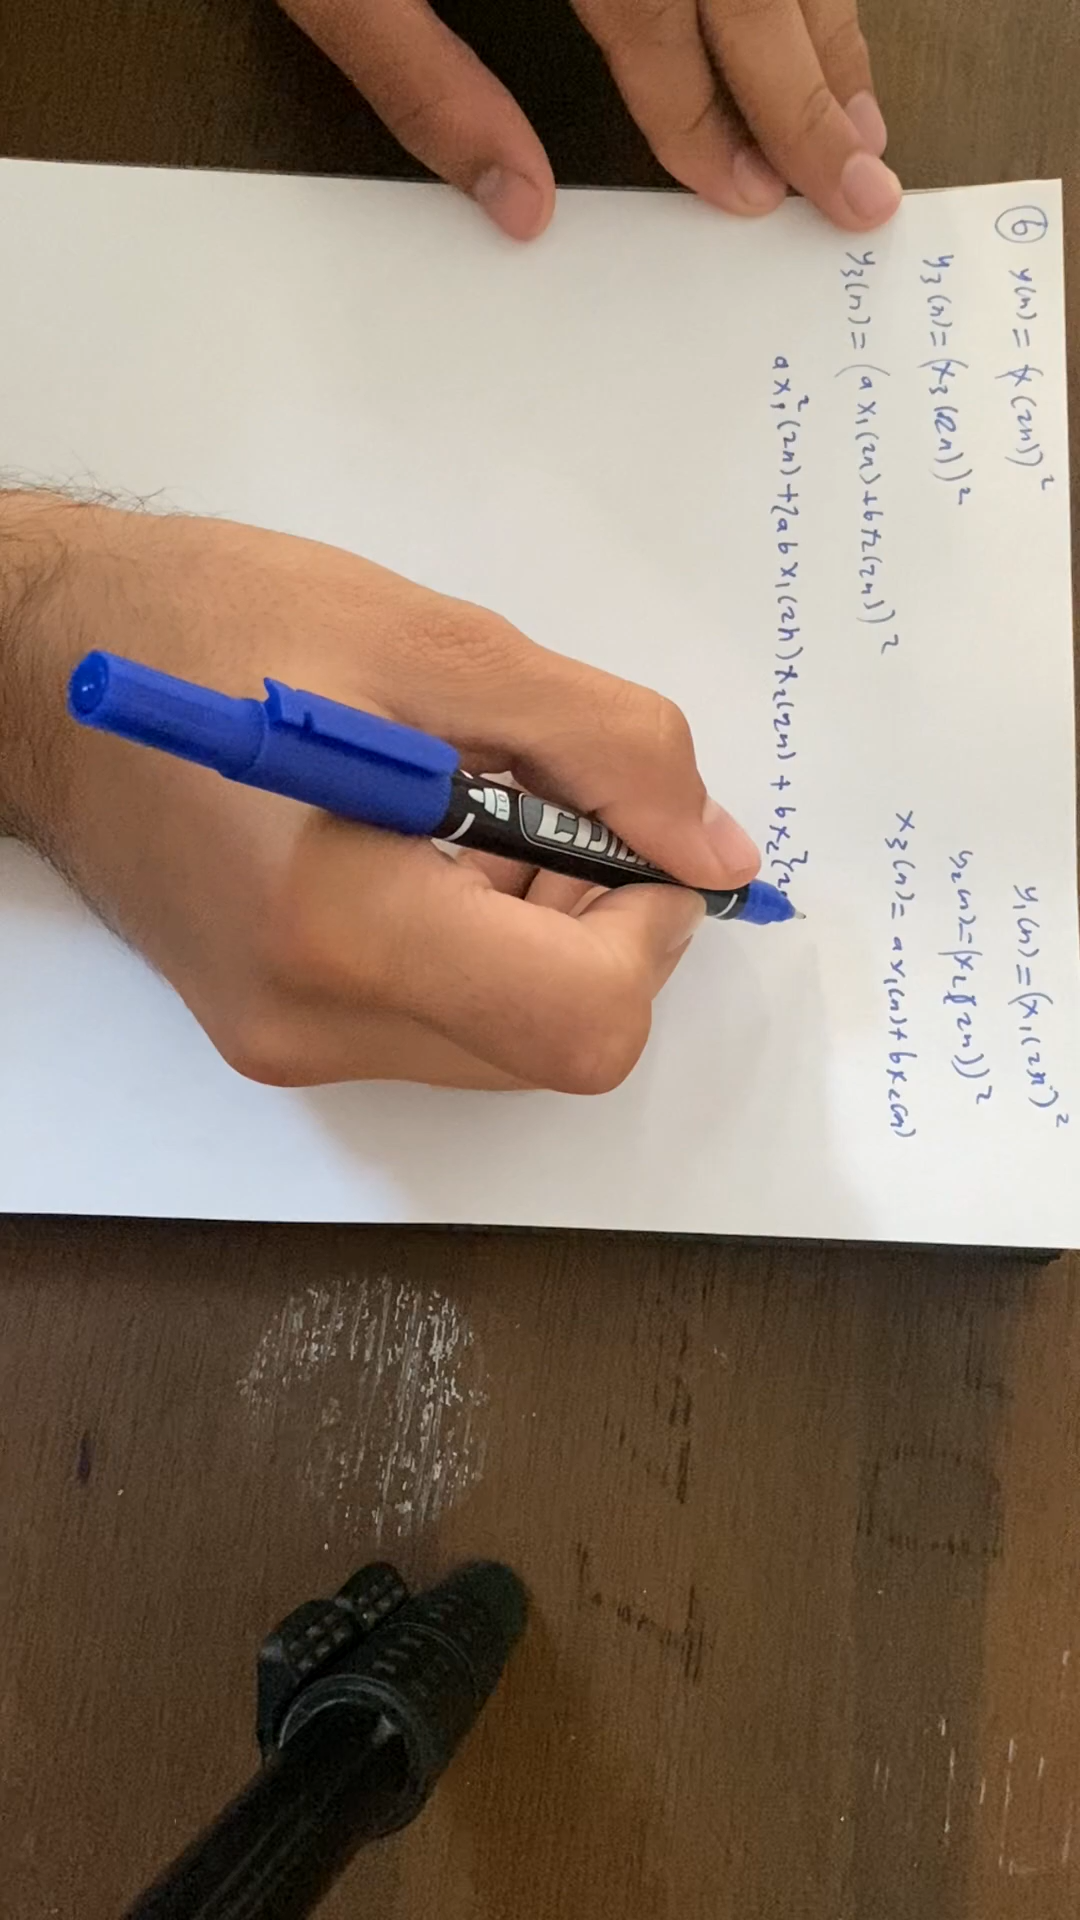 (b) y(n) = (x(2n))²
y₃(n) = (x₃(2n))²
y₃(n) = (a x₁(2n) + b x₂(2n))²
a x₁²(2n) + 2ab x₁(2n) x₂(2n) + b x₂²(2
y₁(n) = (x₁(2n))²
y₂(n) = (x₂(2n)))²
x₃(n) = a x₁(n) + b x₂(n)